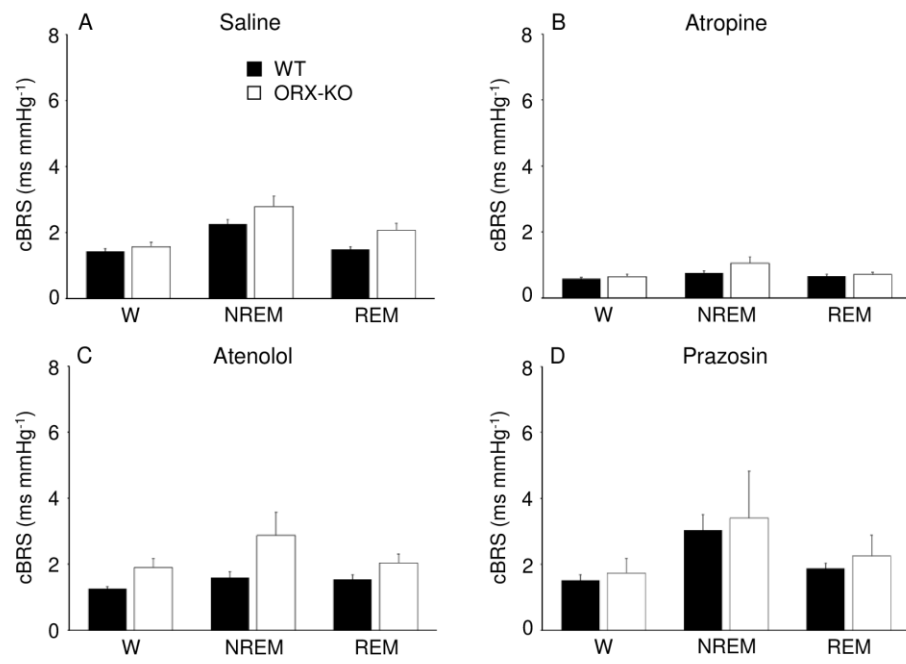 A
Saline
8
6
4
2
0
cBRS (ms mmHg⁻¹)
WT
ORX-KO
W
NREM
REM
B
Atropine
8
6
4
2
0
cBRS (ms mmHg⁻¹)
W
NREM
REM
C
Atenolol
8
6
4
2
0
cBRS (ms mmHg⁻¹)
W
NREM
REM
D
Prazosin
8
6
4
2
0
cBRS (ms mmHg⁻¹)
W
NREM
REM